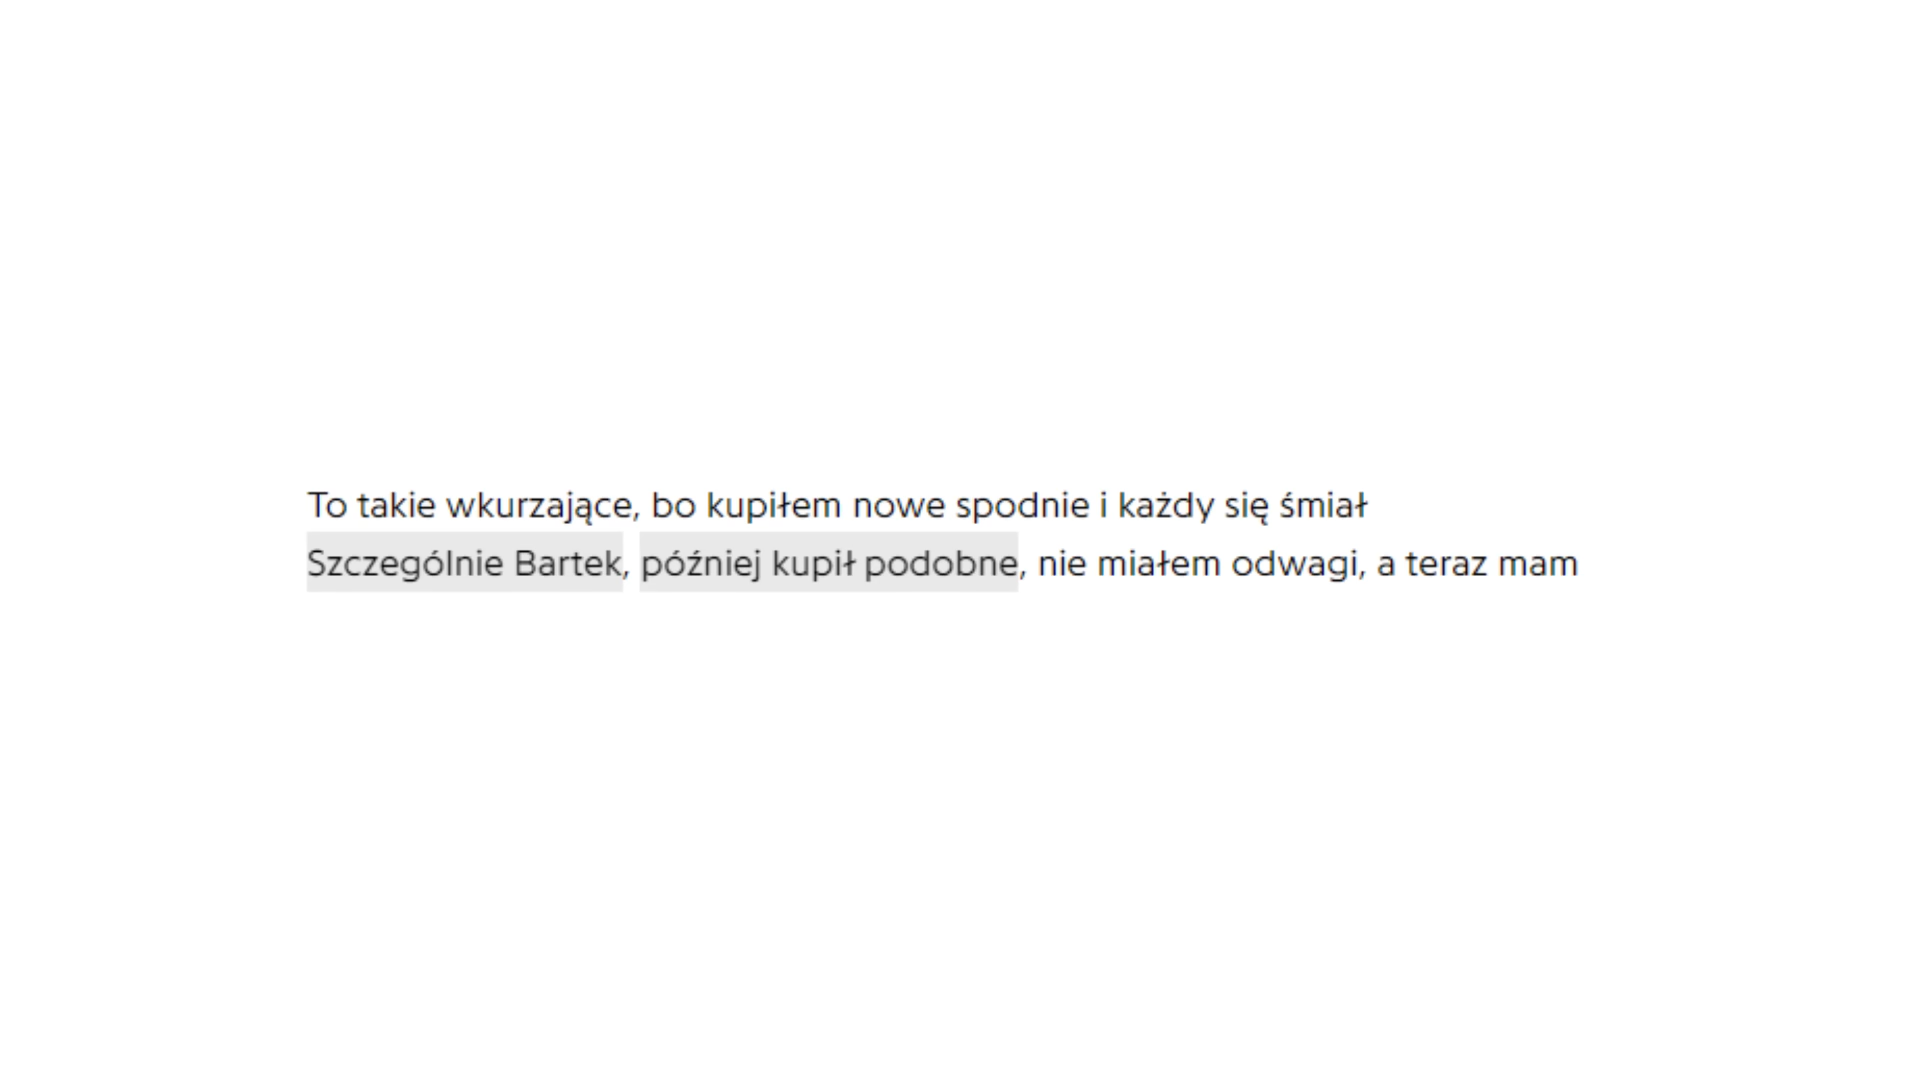 To takie wkurzające, bo kupiłem nowe spodnie i każdy się śmiał
Szczególnie Bartek, później kupił podobne, nie miałem odwagi, a teraz mam